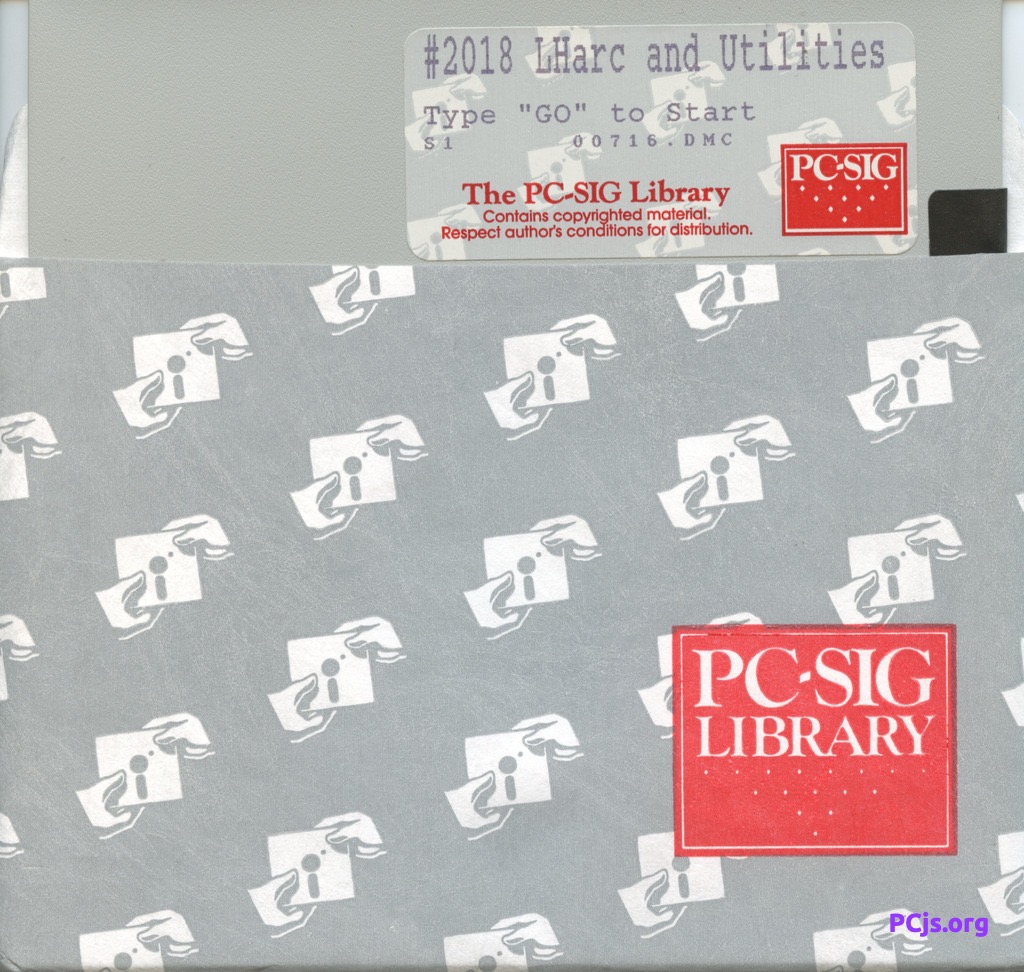 #2018 LHarc and Utilities
Type "GO" to Start
S1 00716.DMC
PC-SIG
The PC-SIG Library
Contains copyrighted material.
Respect author's conditions for distribution.
PC-SIG
LIBRARY
PCjs.org